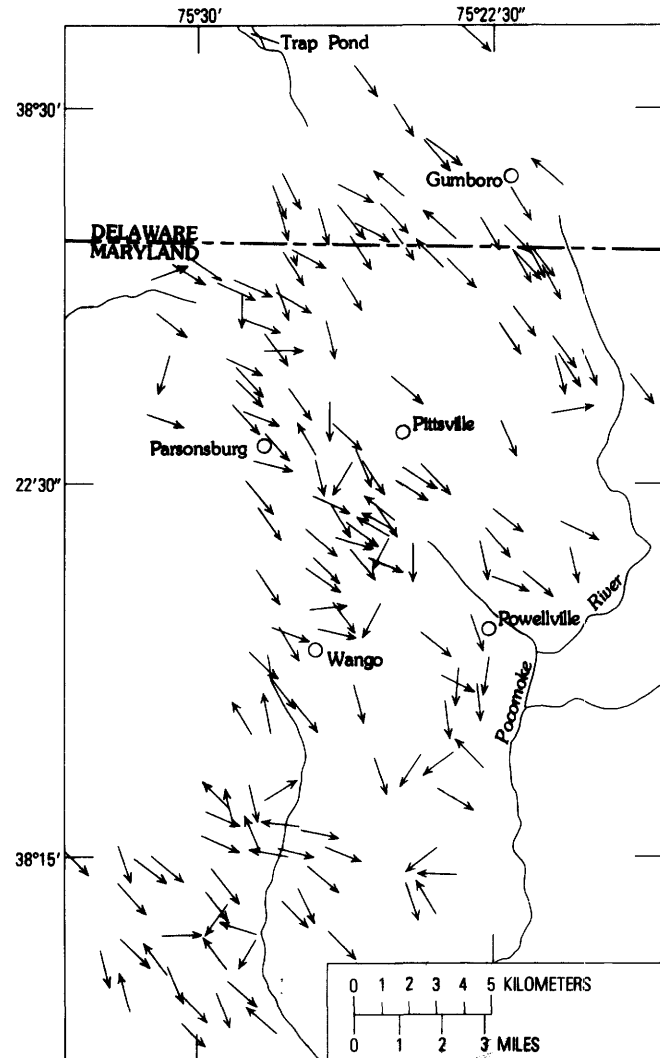 75°30'
75°22'30"
Trap Pond
38°30'
Gumboro
DELAWARE
MARYLAND
Pittsville
Parsonsburg
22'30"
River
Powellville
Wango
Pocomoke
38°15'
0 1 2 3 4 5 KILOMETERS
0 1 2 3 MILES